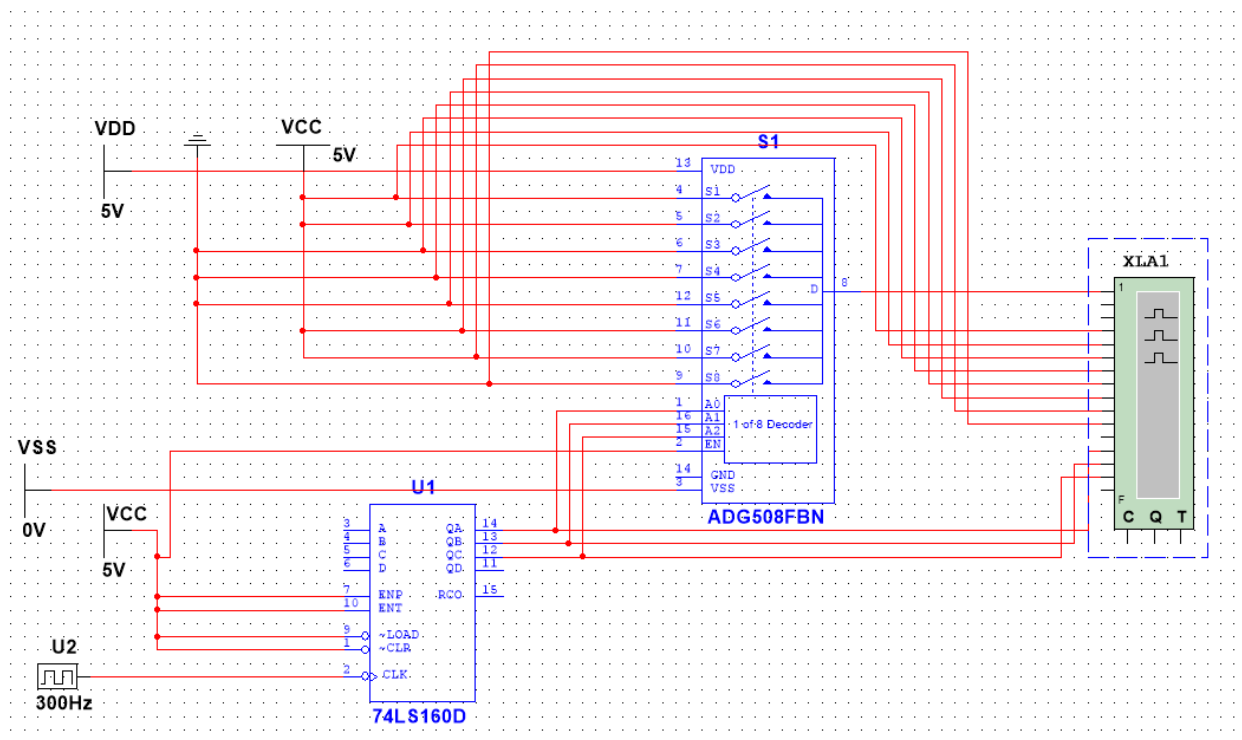 VDD
5V
VCC
5V
S1
13 VDD
4 S1
5 S2
6 S3
7 S4
12 S5
11 S6
10 S7
9 S8
D 8
1 A0
16 A1
15 A2
2 EN
1 of 8 Decoder
14 GND
3 VSS
ADG508FBN
XLA1
1
F
C Q T
VSS
0V
VCC
5V
U1
3 A QA 14
4 B QB 13
5 C QC 12
6 D QD 11
7 ENP RCO 15
10 ENT
9 ~LOAD
1 ~CLR
2 CLK
74LS160D
U2
300Hz